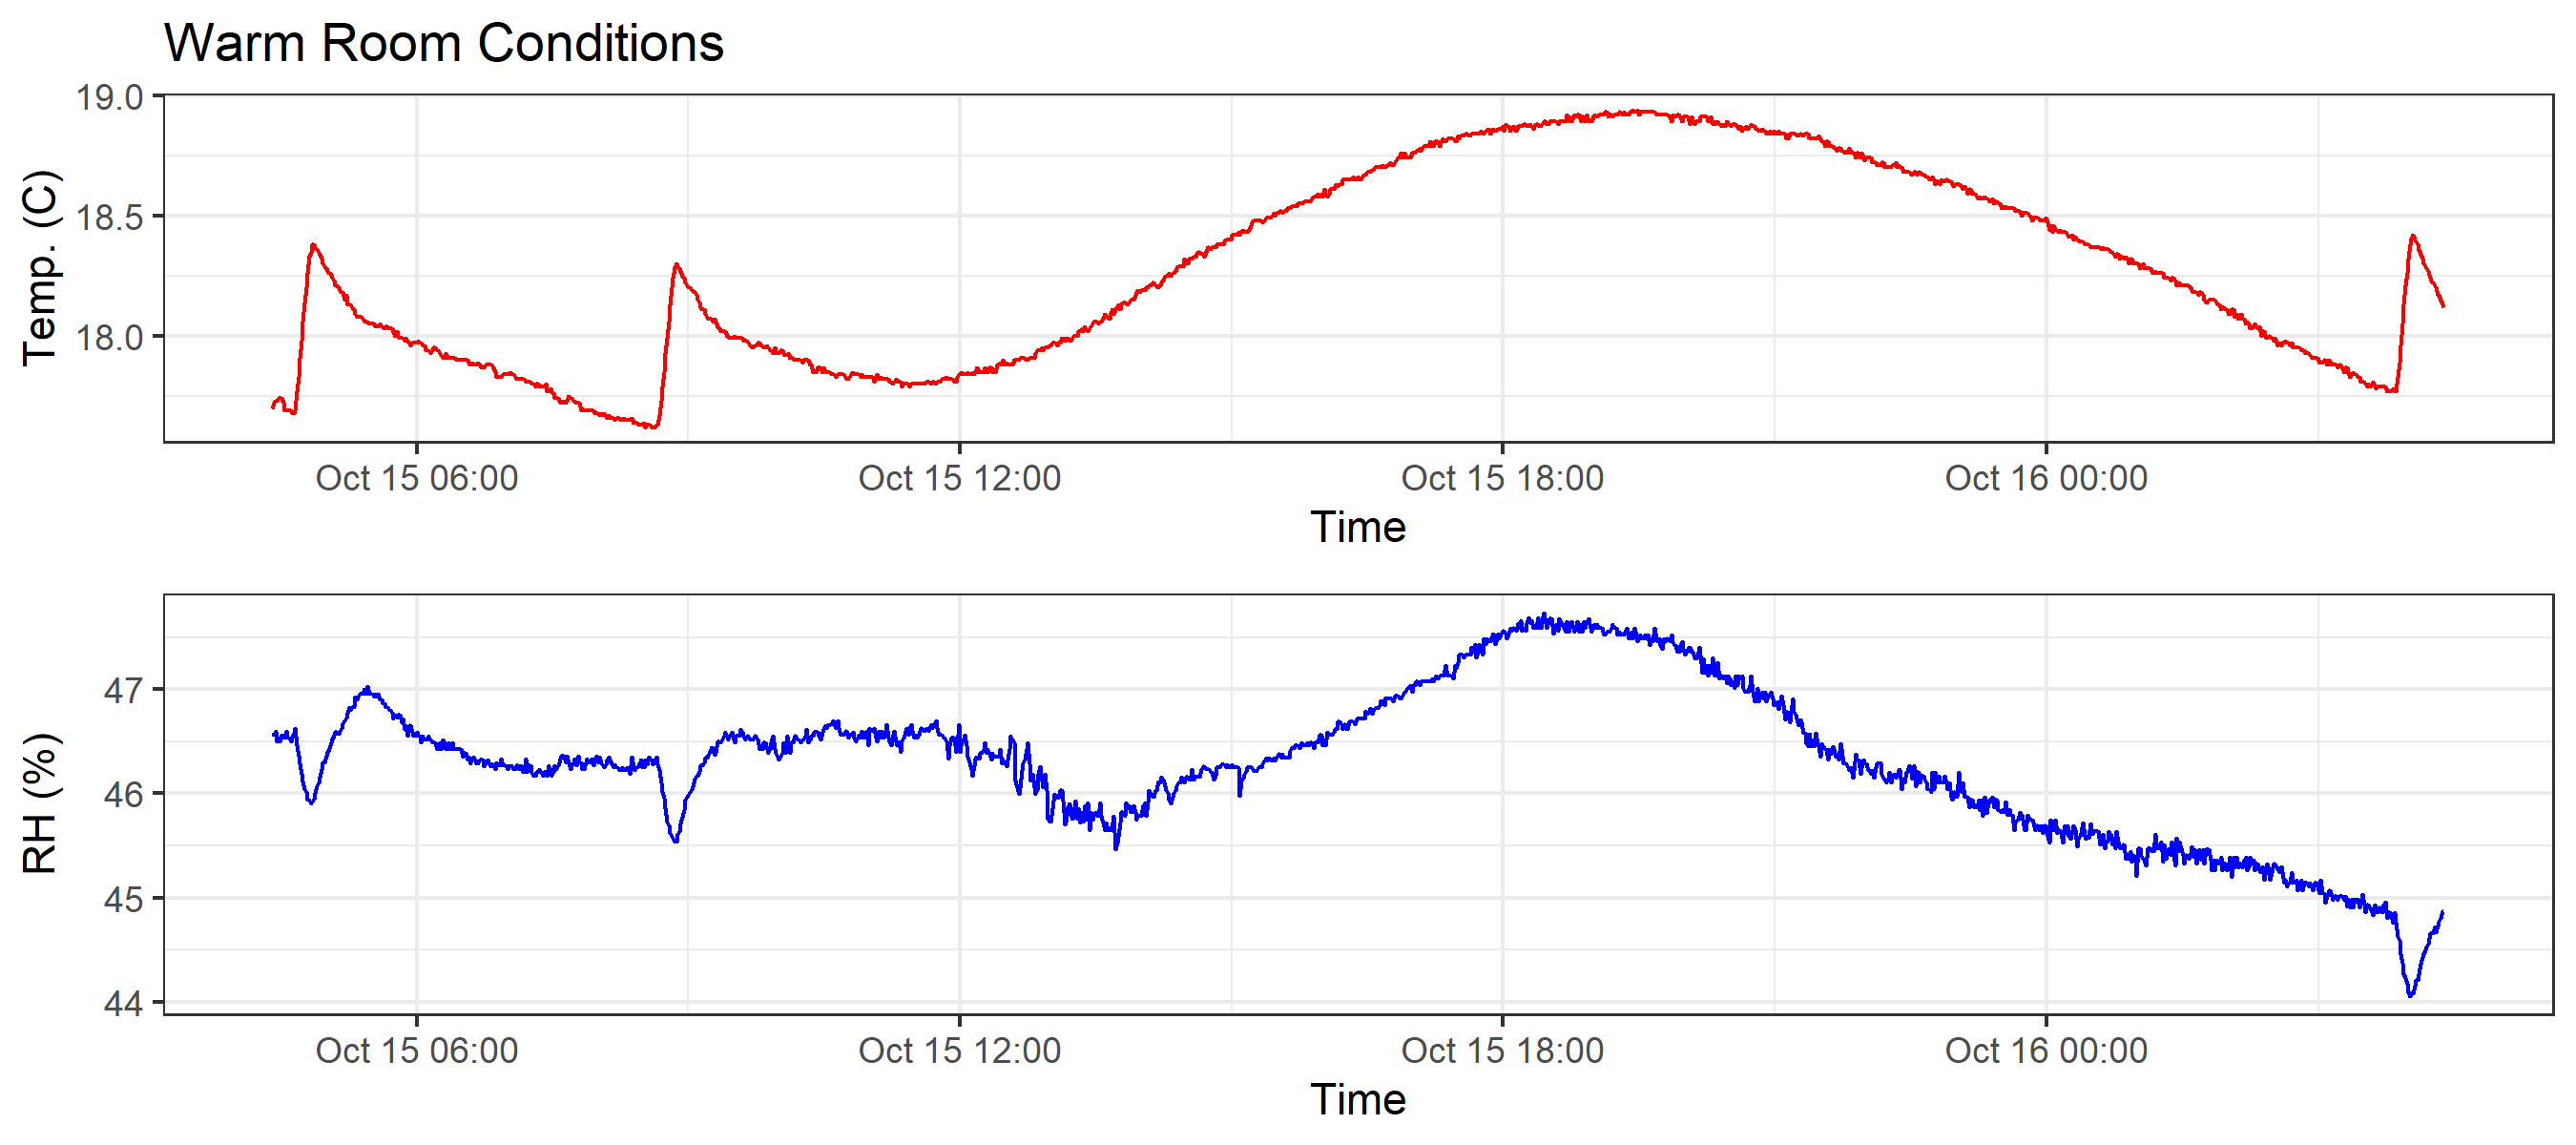 Warm Room Conditions
19.0
18.5
18.0
Temp. (C)
Oct 15 06:00 Oct 15 12:00 Oct 15 18:00 Oct 16 00:00
Time
47
46
45
44
RH (%)
Oct 15 06:00 Oct 15 12:00 Oct 15 18:00 Oct 16 00:00
Time